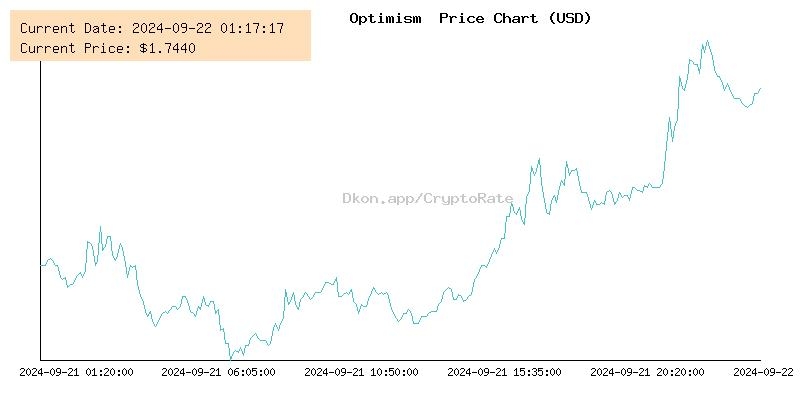 Optimism  Price Chart (USD)
Current Date: 2024-09-22 01:17:17
Current Price: $1.7440
Dkon.app/CryptoRate
2024-09-21 01:20:00 2024-09-21 06:05:00 2024-09-21 10:50:00 2024-09-21 15:35:00 2024-09-21 20:20:00 2024-09-22